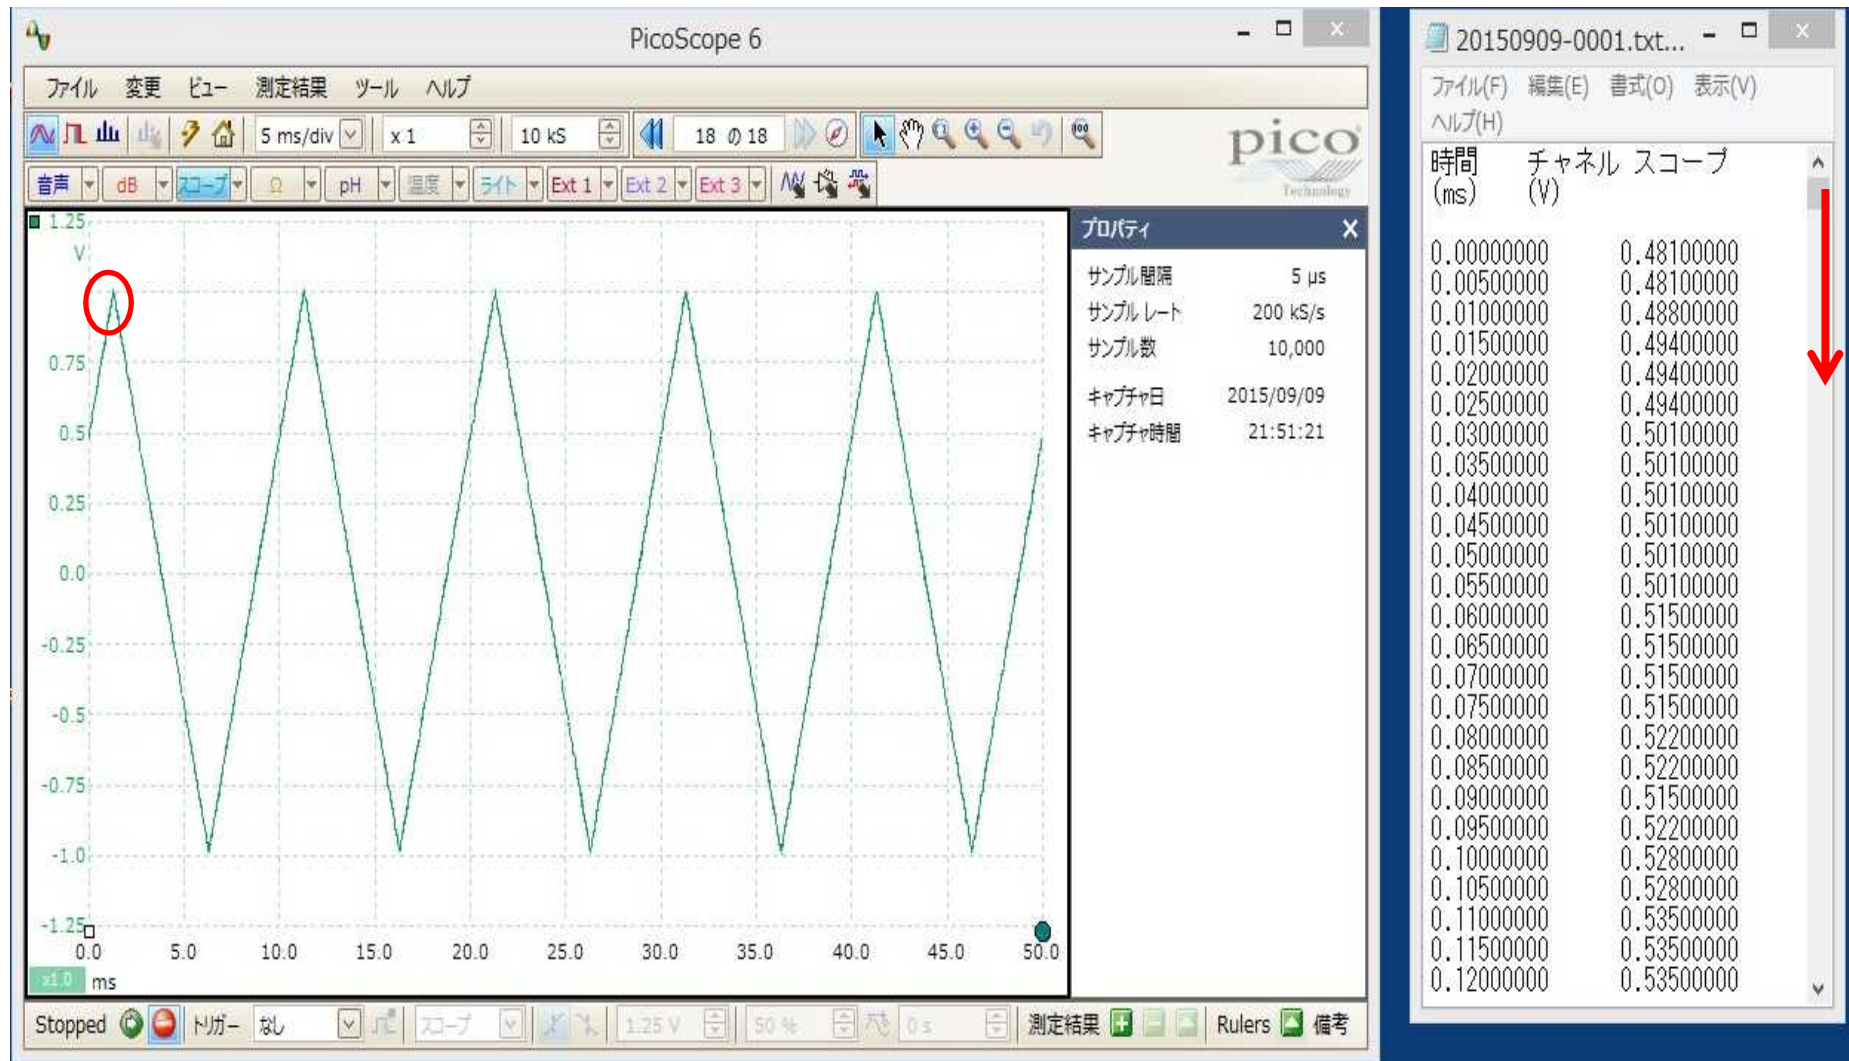 PicoScope 6
ファイル 変更 ビュー 測定結果 ツール ヘルプ
5 ms/div x 1 10 kS 18 の 18
pico
Technology
音声 dB スコープ Ω pH 温度 ライト Ext 1 Ext 2 Ext 3
1.25
V
0.75
0.5
0.25
0.0
-0.25
-0.5
-0.75
-1.0
-1.25
0.0 5.0 10.0 15.0 20.0 25.0 30.0 35.0 40.0 45.0 50.0
x1.0 ms
プロパティ
サンプル間隔 5 µs
サンプル レート 200 kS/s
サンプル数 10,000
キャプチャ日 2015/09/09
キャプチャ時間 21:51:21
Stopped トリガー なし スコープ 1.25 V 50 % 0 s 測定結果 Rulers 備考
20150909-0001.txt...
ファイル(F) 編集(E) 書式(O) 表示(V)
ヘルプ(H)
時間 チャネル スコープ
(ms) (V)
0.00000000 0.48100000
0.00500000 0.48100000
0.01000000 0.48800000
0.01500000 0.49400000
0.02000000 0.49400000
0.02500000 0.49400000
0.03000000 0.50100000
0.03500000 0.50100000
0.04000000 0.50100000
0.04500000 0.50100000
0.05000000 0.50100000
0.05500000 0.50100000
0.06000000 0.51500000
0.06500000 0.51500000
0.07000000 0.51500000
0.07500000 0.51500000
0.08000000 0.52200000
0.08500000 0.52200000
0.09000000 0.51500000
0.09500000 0.52200000
0.10000000 0.52800000
0.10500000 0.52800000
0.11000000 0.53500000
0.11500000 0.53500000
0.12000000 0.53500000